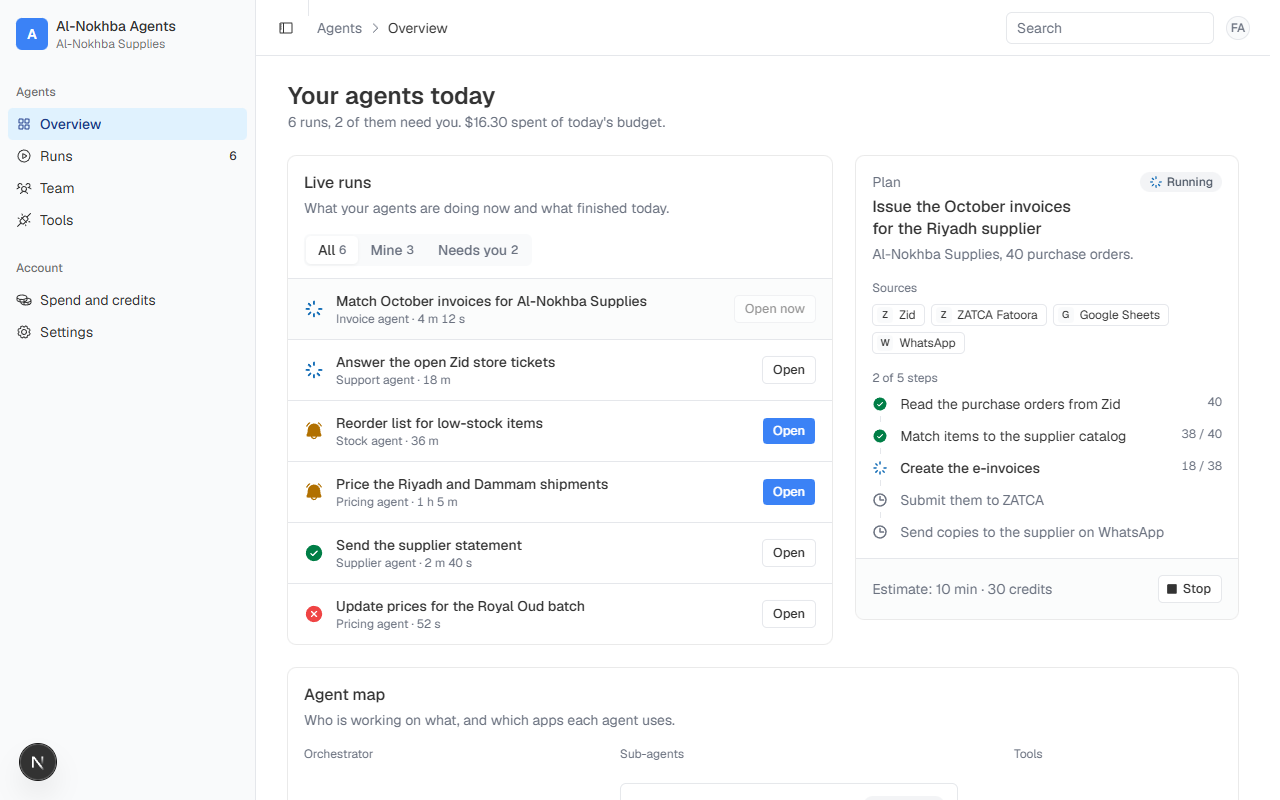 A
Al-Nokhba Agents
Al-Nokhba Supplies
Agents
Overview
Runs 6
Team
Tools
Account
Spend and credits
Settings
N
Agents > Overview
Search
FA
Your agents today
6 runs, 2 of them need you. $16.30 spent of today's budget.
Live runs
What your agents are doing now and what finished today.
All 6 Mine 3 Needs you 2
Match October invoices for Al-Nokhba Supplies
Invoice agent · 4 m 12 s
Open now
Answer the open Zid store tickets
Support agent · 18 m
Open
Reorder list for low-stock items
Stock agent · 36 m
Open
Price the Riyadh and Dammam shipments
Pricing agent · 1 h 5 m
Open
Send the supplier statement
Supplier agent · 2 m 40 s
Open
Update prices for the Royal Oud batch
Pricing agent · 52 s
Open
Plan
Running
Issue the October invoices
for the Riyadh supplier
Al-Nokhba Supplies, 40 purchase orders.
Sources
Z Zid Z ZATCA Fatoora G Google Sheets
W WhatsApp
2 of 5 steps
Read the purchase orders from Zid 40
Match items to the supplier catalog 38 / 40
Create the e-invoices 18 / 38
Submit them to ZATCA
Send copies to the supplier on WhatsApp
Estimate: 10 min · 30 credits
Stop
Agent map
Who is working on what, and which apps each agent uses.
Orchestrator Sub-agents Tools